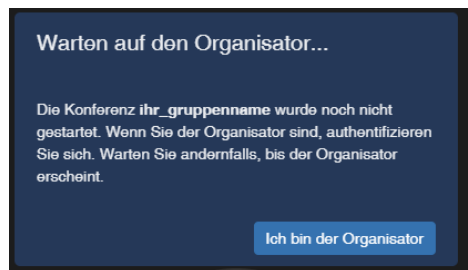 Warten auf den Organisator...
Die Konferenz ihr_gruppenname wurde noch nicht
gestartet. Wenn Sie der Organisator sind, authentifizieren
Sie sich. Warten Sie andernfalls, bis der Organisator
erscheint.
Ich bin der Organisator